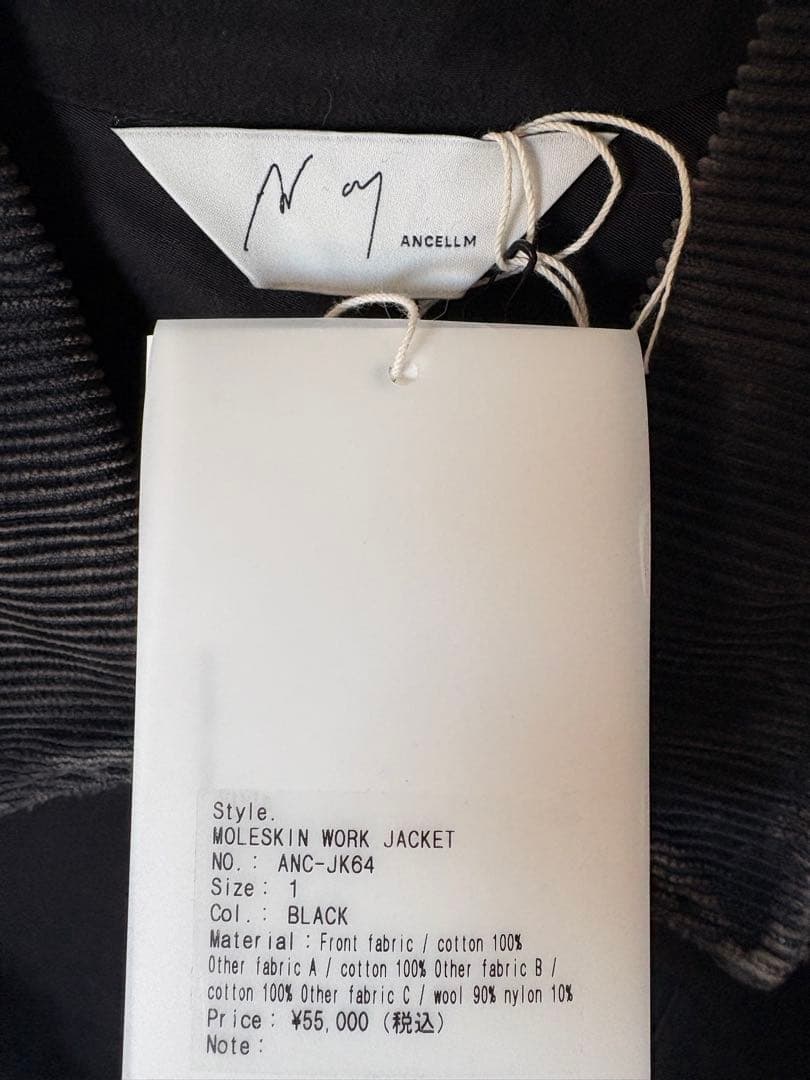 ANCELLM
Style.
MOLESKIN WORK JACKET
NO.: ANC-JK64
Size: 1
Col.: BLACK
Material : Front fabric / cotton 100%
Other fabric A / cotton 100% Other fabric B /
cotton 100% Other fabric C / wool 90% nylon 10%
Price: ¥55,000 (税込)
Note: